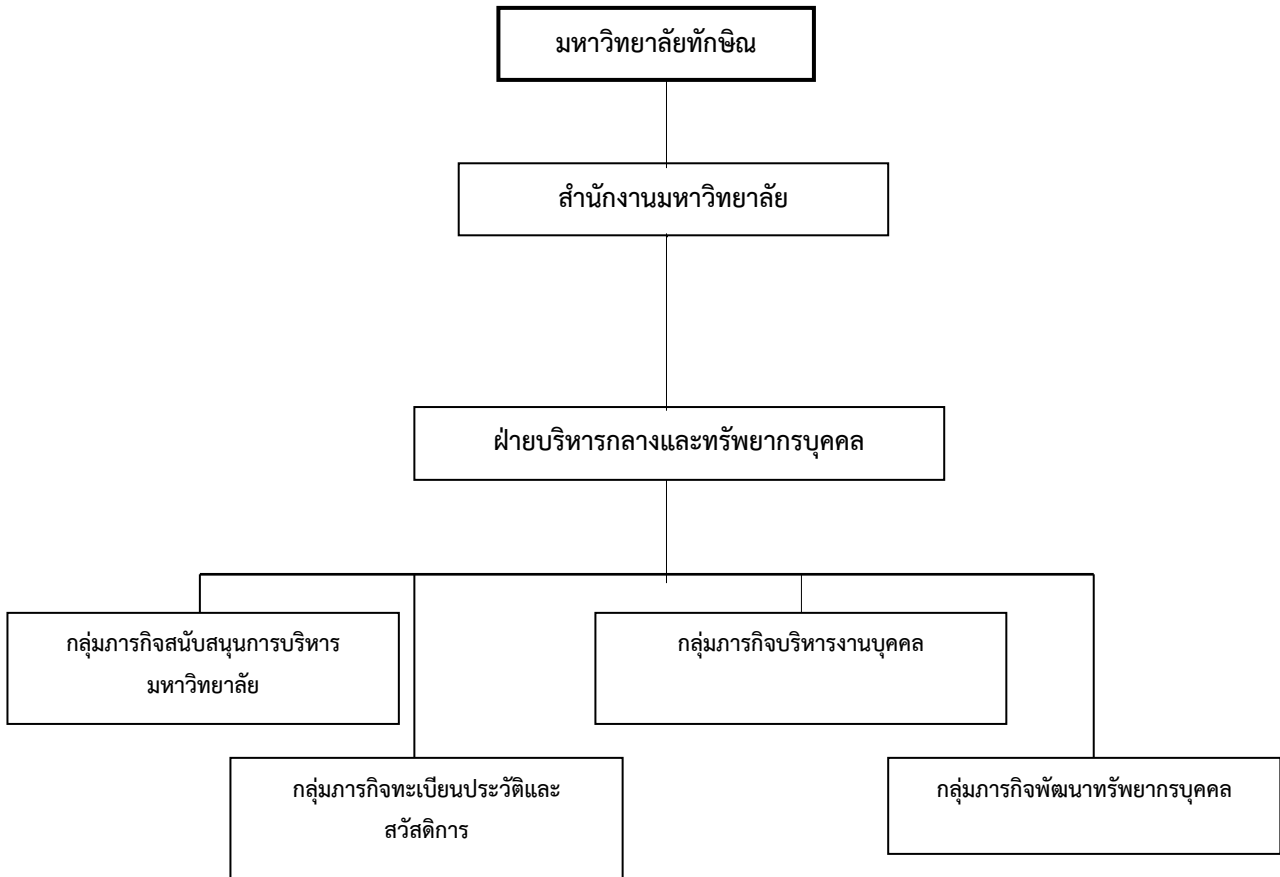 มหาวิทยาลัยทักษิณ
สำนักงานมหาวิทยาลัย
ฝ่ายบริหารกลางและทรัพยากรบุคคล
กลุ่มภารกิจสนับสนุนการบริหาร
มหาวิทยาลัย
กลุ่มภารกิจบริหารงานบุคคล
กลุ่มภารกิจทะเบียนประวัติและ
สวัสดิการ
กลุ่มภารกิจพัฒนาทรัพยากรบุคคล